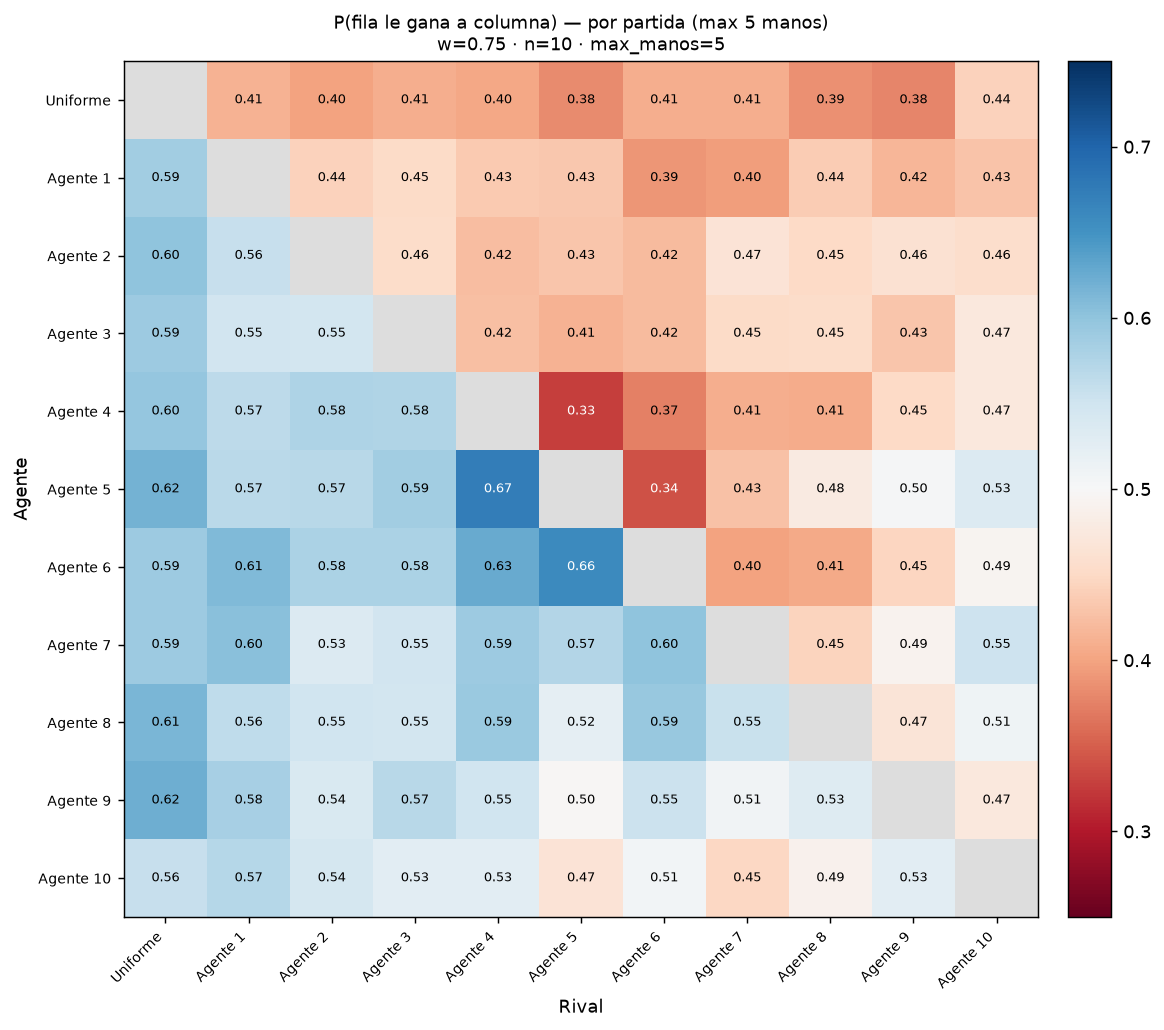 P(fila le gana a columna) — por partida (max 5 manos)
w=0.75 · n=10 · max_manos=5
Uniforme 0.41 0.40 0.41 0.40 0.38 0.41 0.41 0.39 0.38 0.44
Agente 1 0.59 0.44 0.45 0.43 0.43 0.39 0.40 0.44 0.42 0.43
Agente 2 0.60 0.56 0.46 0.42 0.43 0.42 0.47 0.45 0.46 0.46
Agente 3 0.59 0.55 0.55 0.42 0.41 0.42 0.45 0.45 0.43 0.47
Agente 4 0.60 0.57 0.58 0.58 0.33 0.37 0.41 0.41 0.45 0.47
Agente 5 0.62 0.57 0.57 0.59 0.67 0.34 0.43 0.48 0.50 0.53
Agente 6 0.59 0.61 0.58 0.58 0.63 0.66 0.40 0.41 0.45 0.49
Agente 7 0.59 0.60 0.53 0.55 0.59 0.57 0.60 0.45 0.49 0.55
Agente 8 0.61 0.56 0.55 0.55 0.59 0.52 0.59 0.55 0.47 0.51
Agente 9 0.62 0.58 0.54 0.57 0.55 0.50 0.55 0.51 0.53 0.47
Agente 10 0.56 0.57 0.54 0.53 0.53 0.47 0.51 0.45 0.49 0.53
Uniforme Agente 1 Agente 2 Agente 3 Agente 4 Agente 5 Agente 6 Agente 7 Agente 8 Agente 9 Agente 10
Rival
Agente
0.7
0.6
0.5
0.4
0.3